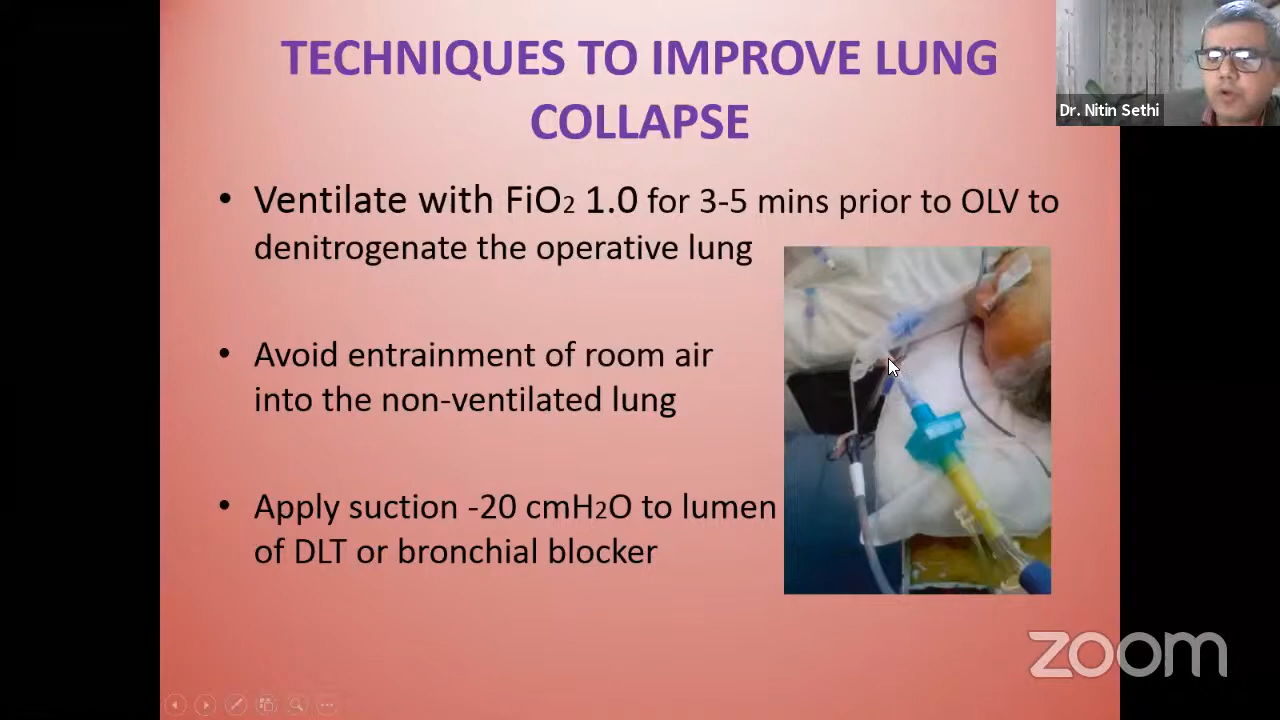 TECHNIQUES TO IMPROVE LUNG
COLLAPSE
Dr. Nitin Sethi
• Ventilate with FiO2 1.0 for 3-5 mins prior to OLV to
denitrogenate the operative lung
• Avoid entrainment of room air
into the non-ventilated lung
• Apply suction -20 cmH2O to lumen
of DLT or bronchial blocker
zoom